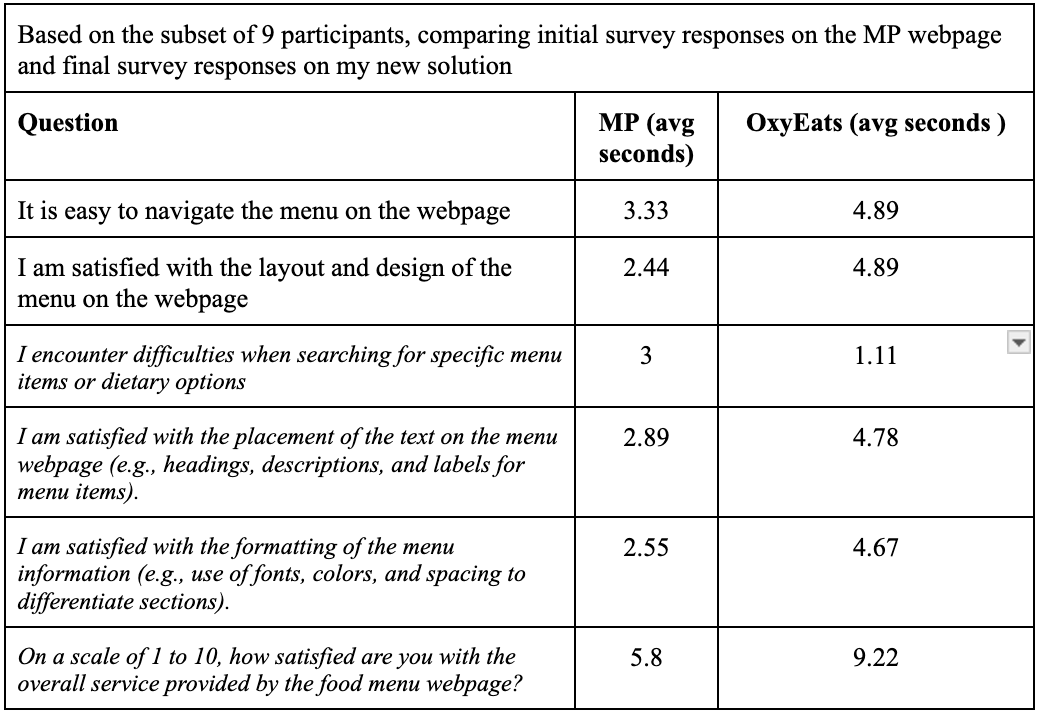 Based on the subset of 9 participants, comparing initial survey responses on the MP webpage
and final survey responses on my new solution
Question
MP (avg
seconds)
OxyEats (avg seconds )
It is easy to navigate the menu on the webpage
3.33
4.89
I am satisfied with the layout and design of the
menu on the webpage
2.44
4.89
I encounter difficulties when searching for specific menu
items or dietary options
3
1.11
I am satisfied with the placement of the text on the menu
webpage (e.g., headings, descriptions, and labels for
menu items).
2.89
4.78
I am satisfied with the formatting of the menu
information (e.g., use of fonts, colors, and spacing to
differentiate sections).
2.55
4.67
On a scale of 1 to 10, how satisfied are you with the
overall service provided by the food menu webpage?
5.8
9.22